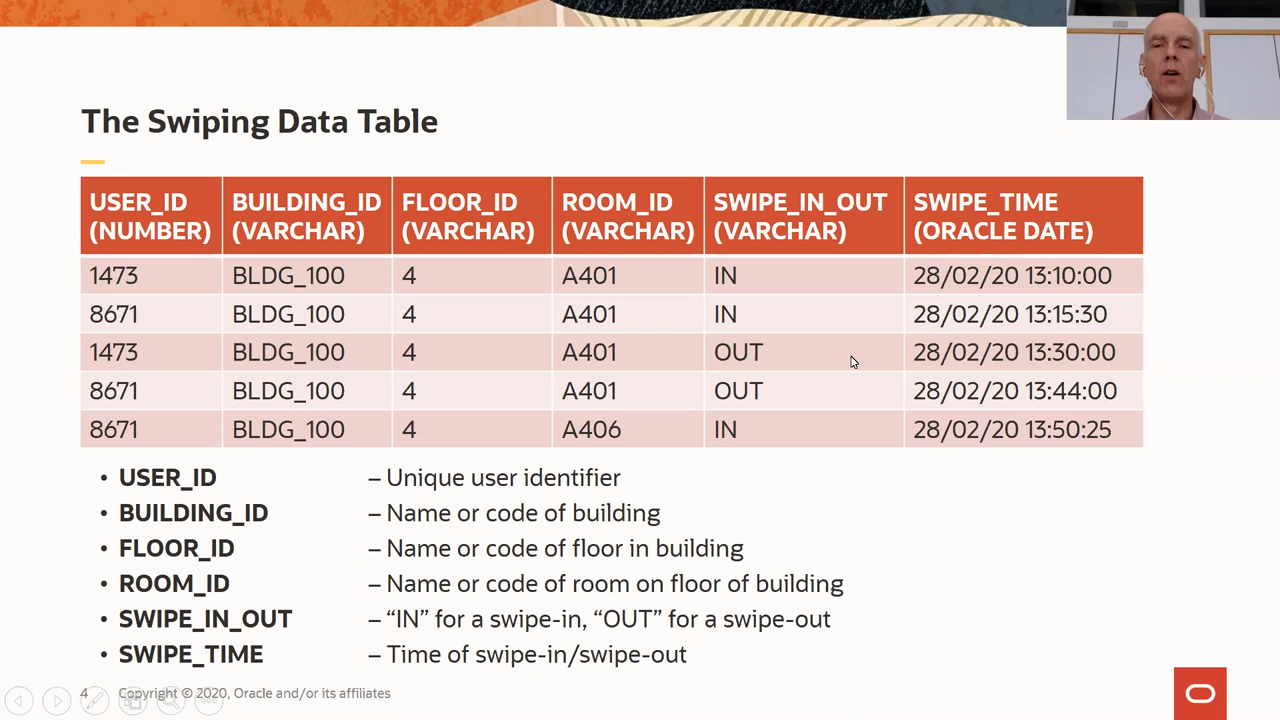 The Swiping Data Table
USER_ID (NUMBER) BUILDING_ID (VARCHAR) FLOOR_ID (VARCHAR) ROOM_ID (VARCHAR) SWIPE_IN_OUT (VARCHAR) SWIPE_TIME (ORACLE DATE)
1473 BLDG_100 4 A401 IN 28/02/20 13:10:00
8671 BLDG_100 4 A401 IN 28/02/20 13:15:30
1473 BLDG_100 4 A401 OUT 28/02/20 13:30:00
8671 BLDG_100 4 A401 OUT 28/02/20 13:44:00
8671 BLDG_100 4 A406 IN 28/02/20 13:50:25
• USER_ID – Unique user identifier
• BUILDING_ID – Name or code of building
• FLOOR_ID – Name or code of floor in building
• ROOM_ID – Name or code of room on floor of building
• SWIPE_IN_OUT – “IN” for a swipe-in, “OUT” for a swipe-out
• SWIPE_TIME – Time of swipe-in/swipe-out
4 Copyright © 2020, Oracle and/or its affiliates